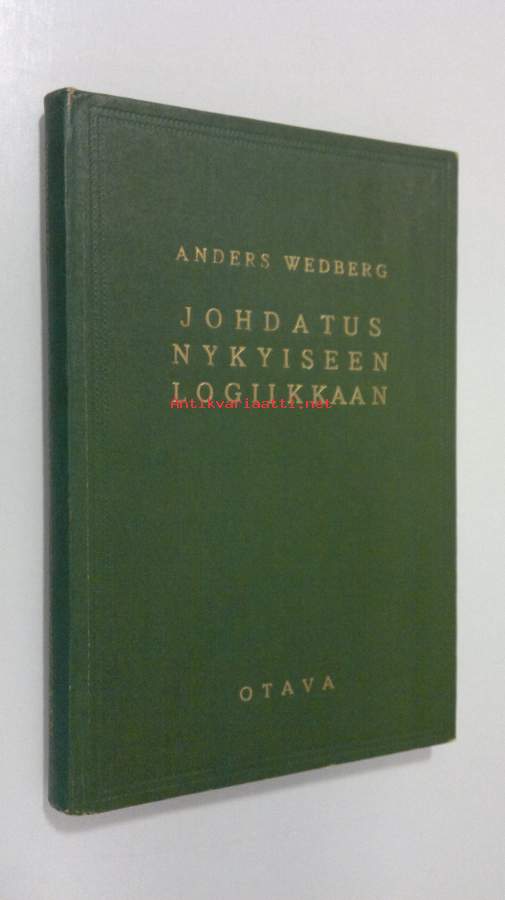 ANDERS WEDBERG
JOHDATUS
NYKYISEEN
LOGIIKKAAN
antikvariaatti.net
OTAVA